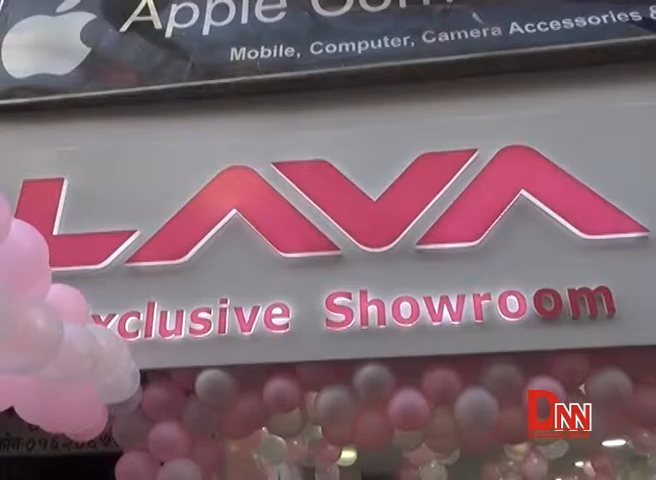 Apple
Mobile, Computer, Camera Accessories &
LAVA
xclusive Showroom
DNN